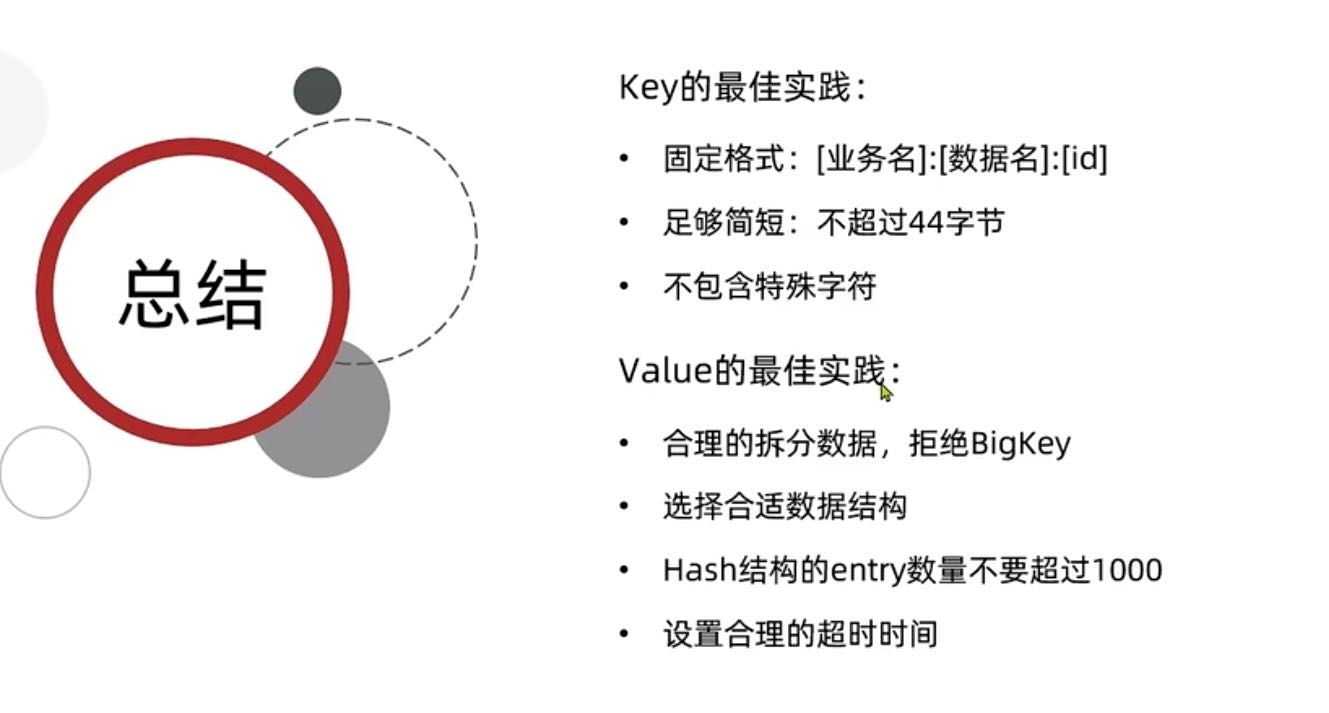 总结
Key的最佳实践：
• 固定格式：[业务名]:[数据名]:[id]
• 足够简短：不超过44字节
• 不包含特殊字符
Value的最佳实践：
• 合理的拆分数据，拒绝BigKey
• 选择合适数据结构
• Hash结构的entry数量不要超过1000
• 设置合理的超时时间